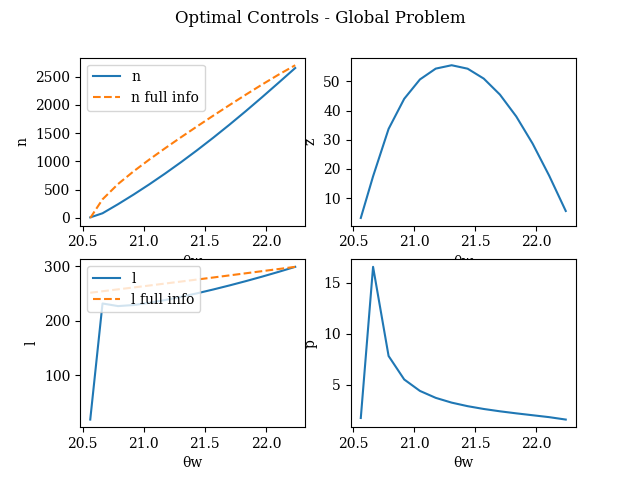 Optimal Controls - Global Problem
n
n full info
2500
2000
1500
1000
500
0
n
20.5 21.0 21.5 22.0
θw
50
40
30
20
10
z
20.5 21.0 21.5 22.0
θw
l
l full info
300
200
100
l
20.5 21.0 21.5 22.0
θw
15
10
5
p
20.5 21.0 21.5 22.0
θw